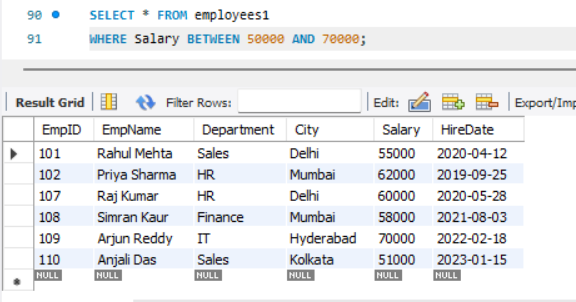 90 SELECT * FROM employees1
91 WHERE Salary BETWEEN 50000 AND 70000;
Result Grid Filter Rows: Edit: Export/Imp
EmpID EmpName Department City Salary HireDate
101 Rahul Mehta Sales Delhi 55000 2020-04-12
102 Priya Sharma HR Mumbai 62000 2019-09-25
107 Raj Kumar HR Delhi 60000 2020-05-28
108 Simran Kaur Finance Mumbai 58000 2021-08-03
109 Arjun Reddy IT Hyderabad 70000 2022-02-18
110 Anjali Das Sales Kolkata 51000 2023-01-15
NULL NULL NULL NULL NULL NULL